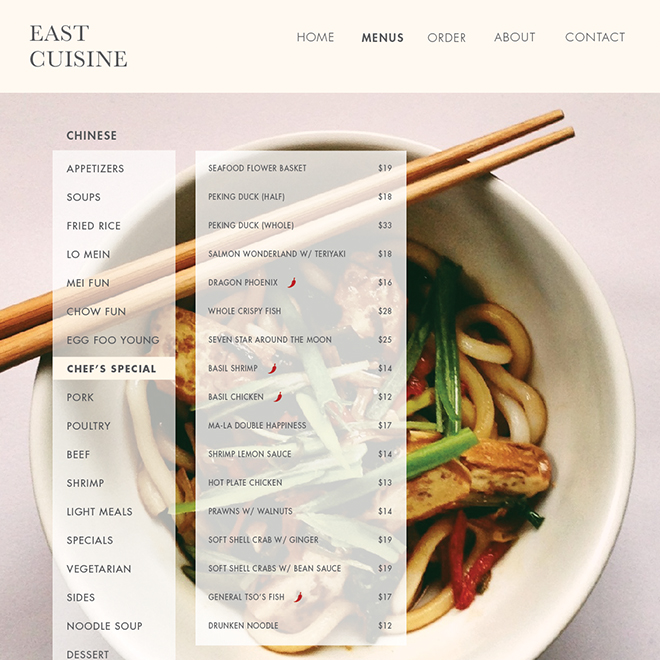 EAST
CUISINE
HOME MENUS ORDER ABOUT CONTACT
CHINESE
APPETIZERS
SOUPS
FRIED RICE
LO MEIN
MEI FUN
CHOW FUN
EGG FOO YOUNG
CHEF'S SPECIAL
PORK
POULTRY
BEEF
SHRIMP
LIGHT MEALS
SPECIALS
VEGETARIAN
SIDES
NOODLE SOUP
DESSERT
SEAFOOD FLOWER BASKET $19
PEKING DUCK (HALF) $18
PEKING DUCK (WHOLE) $33
SALMON WONDERLAND W/ TERIYAKI $18
DRAGON PHOENIX $16
WHOLE CRISPY FISH $28
SEVEN STAR AROUND THE MOON $25
BASIL SHRIMP $14
BASIL CHICKEN $12
MA-LA DOUBLE HAPPINESS $17
SHRIMP LEMON SAUCE $14
HOT PLATE CHICKEN $13
PRAWNS W/ WALNUTS $14
SOFT SHELL CRAB W/ GINGER $19
SOFT SHELL CRABS W/ BEAN SAUCE $19
GENERAL TSO'S FISH $17
DRUNKEN NOODLE $12